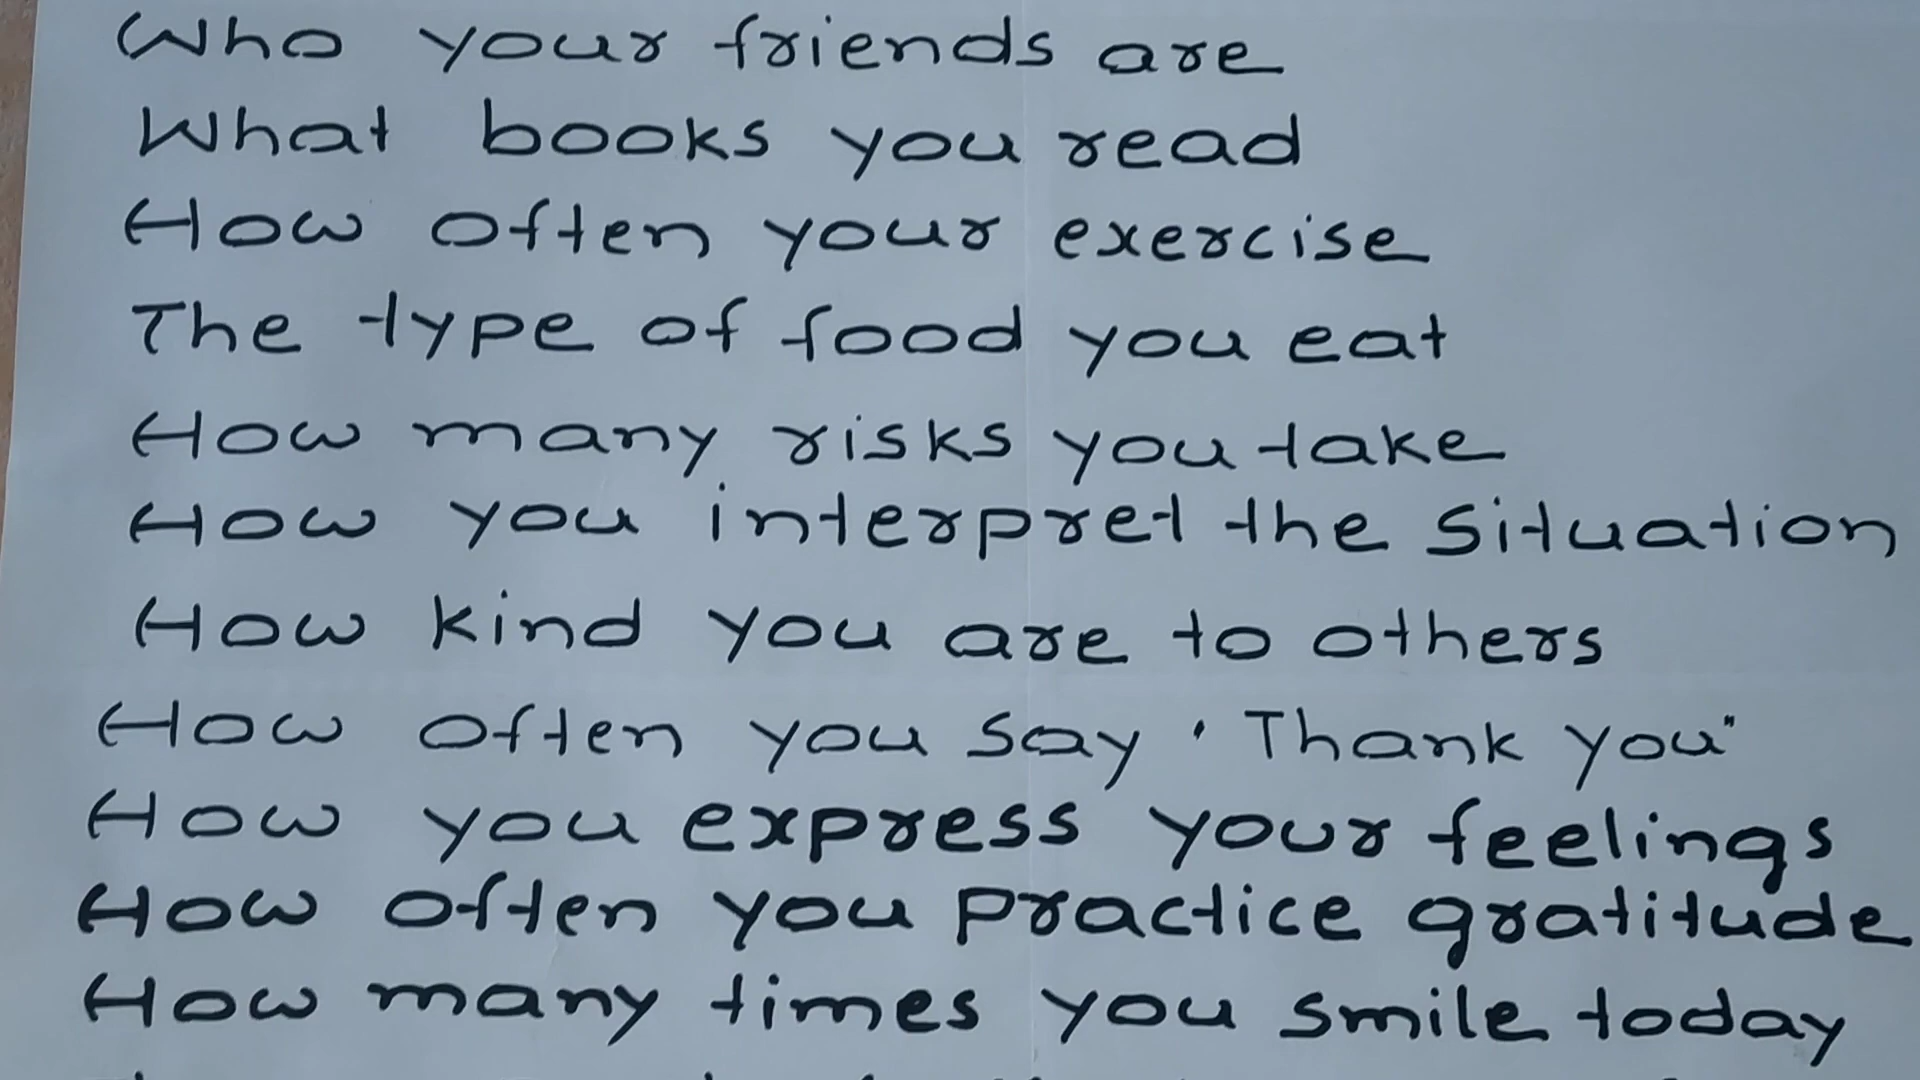 Who your friends are
What books you read
How often your exercise
The type of food you eat
How many risks you take
How you interpret the situation
How kind you are to others
How often you say ' Thank you"
How you express your feelings
How often you practice gratitude
How many times you smile today